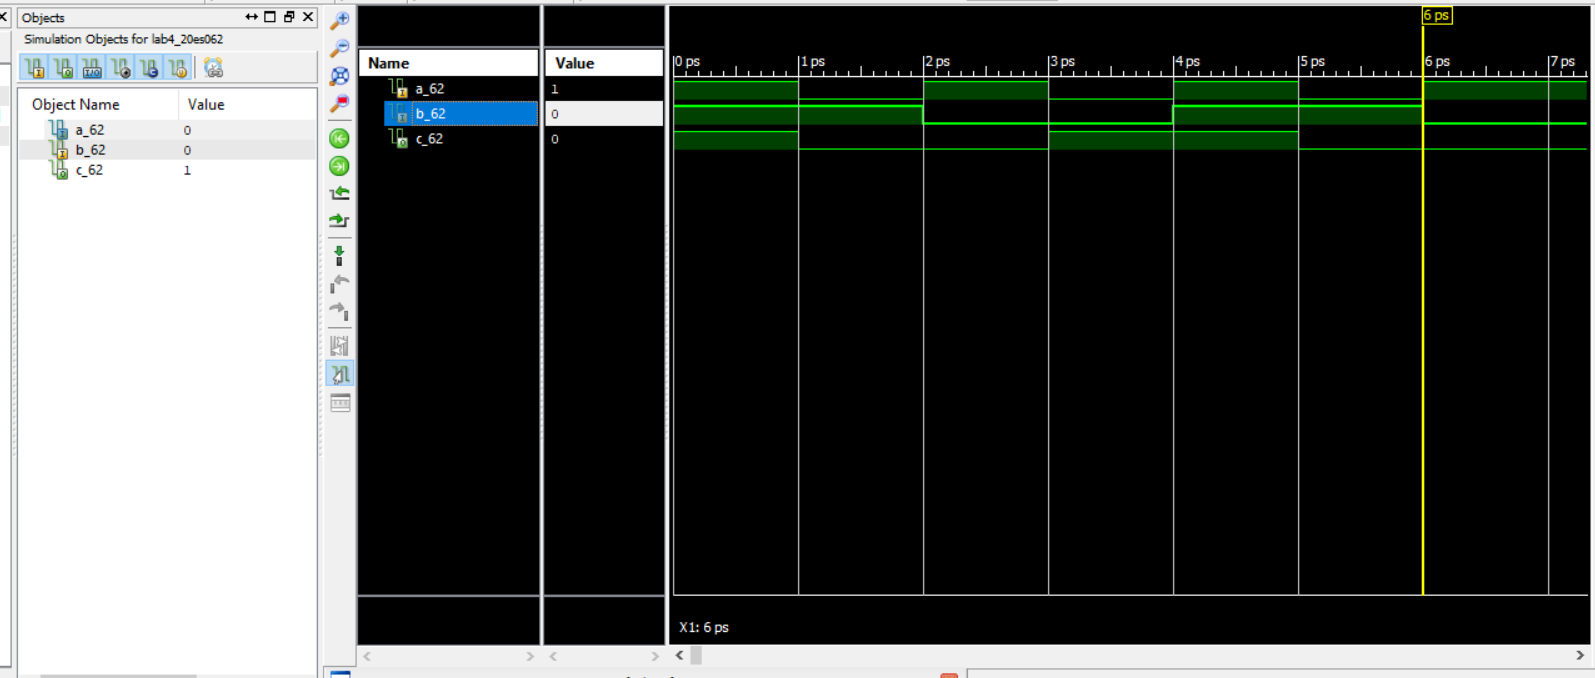 Objects
Simulation Objects for lab4_20es062
Object Name Value
a_62 0
b_62 0
c_62 1
Name Value
a_62 1
b_62 0
c_62 0
6 ps
0 ps 1 ps 2 ps 3 ps 4 ps 5 ps 6 ps 7 ps
X1: 6 ps